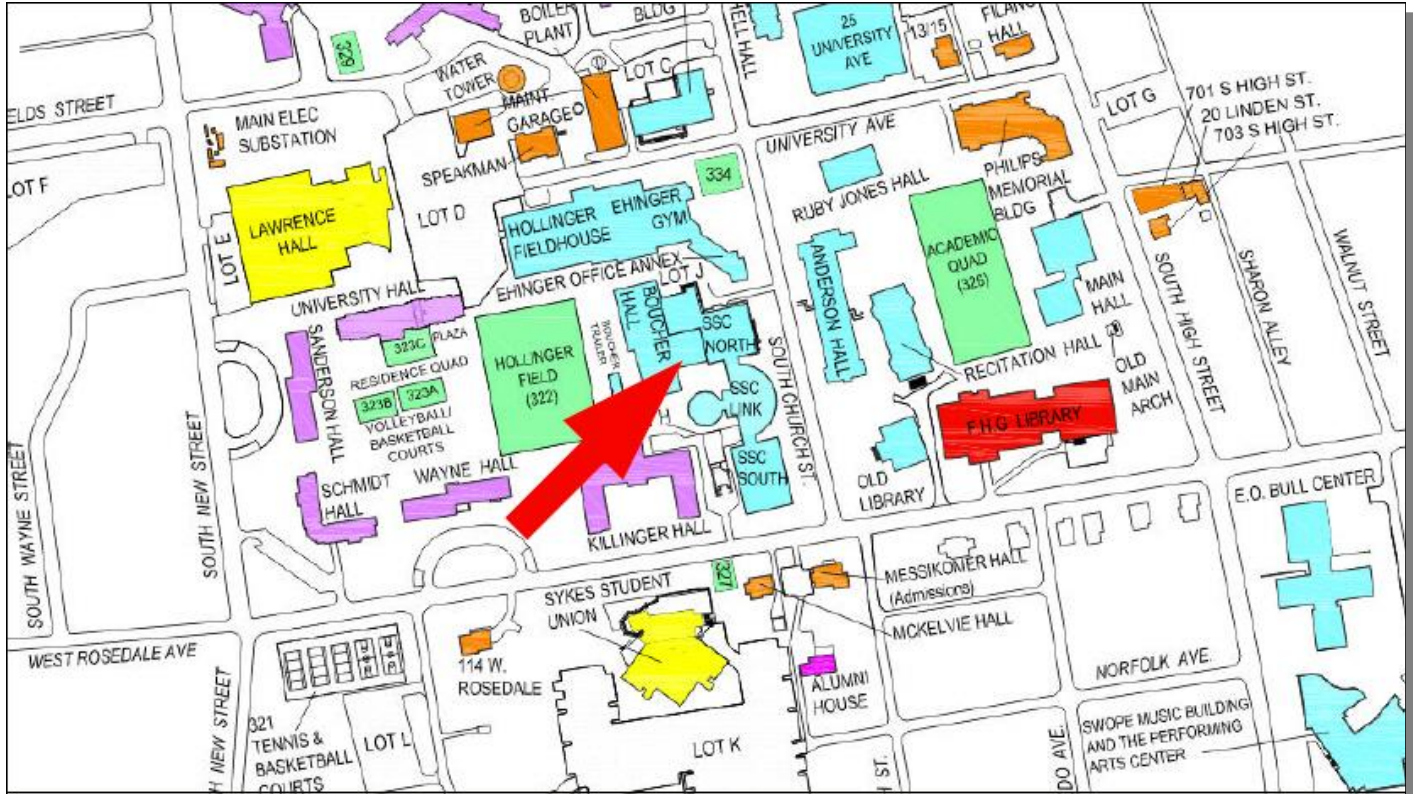 329
BOILER
PLANT
BLDG
25
UNIVERSITY
AVE
13/15
HALL
WATER
TOWER
LOT C
MAINT.
GARAGE
LOT G
701 S HIGH ST.
20 LINDEN ST.
703 S HIGH ST.
MAIN ELEC
SUBSTATION
SPEAKMAN
UNIVERSITY AVE
PHILIPS
MEMORIAL
BLDG
LOT F
LAWRENCE
HALL
LOT E
LOT D
334
RUBY JONES HALL
HOLLINGER
FIELDHOUSE
EHINGER
GYM
ACADEMIC
QUAD
(326)
ANDERSON HALL
EHINGER OFFICE ANNEX
LOT J
UNIVERSITY HALL
MAIN
HALL
SOUTH HIGH STREET
SHARON ALLEY
WALNUT STREET
SANDERSON HALL
323C
PLAZA
RESIDENCE QUAD
323B
323A
VOLLEYBALL/
BASKETBALL
COURTS
HOLLINGER
FIELD
(322)
BOUCHER
HALL
BOUCHER
TRAILER
SSC
NORTH
SSC
LINK
SSC
SOUTH
SOUTH CHURCH ST.
RECITATION HALL
OLD
MAIN
ARCH
F.H.G LIBRARY
OLD
LIBRARY
SOUTH WAYNE STREET
SOUTH NEW STREET
SCHMIDT
HALL
WAYNE HALL
KILLINGER HALL
E.O. BULL CENTER
SYKES STUDENT
UNION
327
MESSIKOMER HALL
(Admissions)
MCKELVIE HALL
WEST ROSEDALE AVE
114 W.
ROSEDALE
ALUMNI
HOUSE
NORFOLK AVE.
321
TENNIS &
BASKETBALL
COURTS
LOT L
LOT K
SWOPE MUSIC BUILDING
AND THE PERFORMING
ARTS CENTER